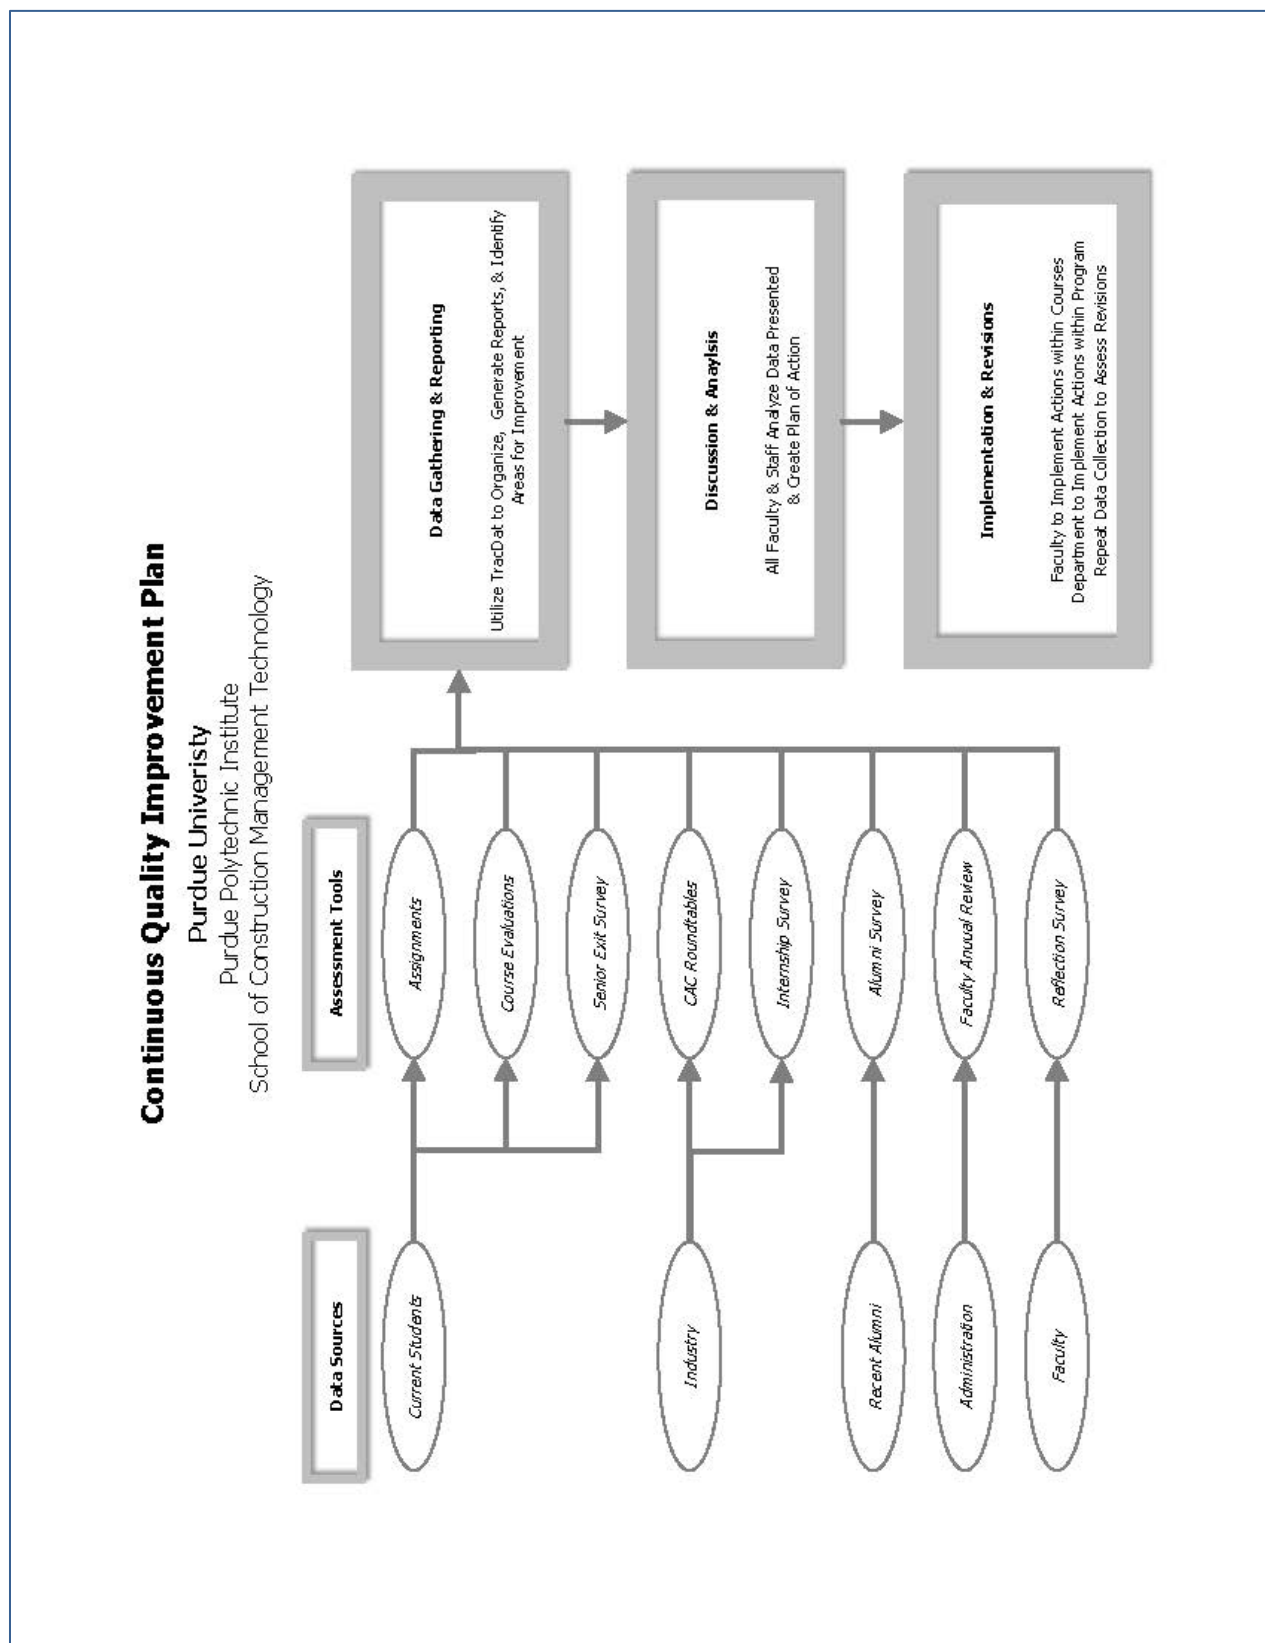 Continuous Quality Improvement Plan
Purdue Univeristy
Purdue Polytechnic Institute
School of Construction Management Technology
Data Sources
Current Students
Industry
Recent Alumni
Administration
Faculty
Assessment Tools
Assignments
Course Evaluations
Senior Exit Survey
CAC Roundtables
Internship Survey
Alumni Survey
Faculty Anuual Review
Reflection Survey
Data Gathering & Reporting
Utilize TracDat to Organize, Generate Reports, & Identify
Areas for Improvement
Discussion & Anaylsis
All Faculty & Staff Analyze Data Presented
& Create Plan of Action
Implementation & Revisions
Faculty to Implement Actions within Courses
Department to Implement Actions within Program
Repeat Data Collection to Assess Revisions